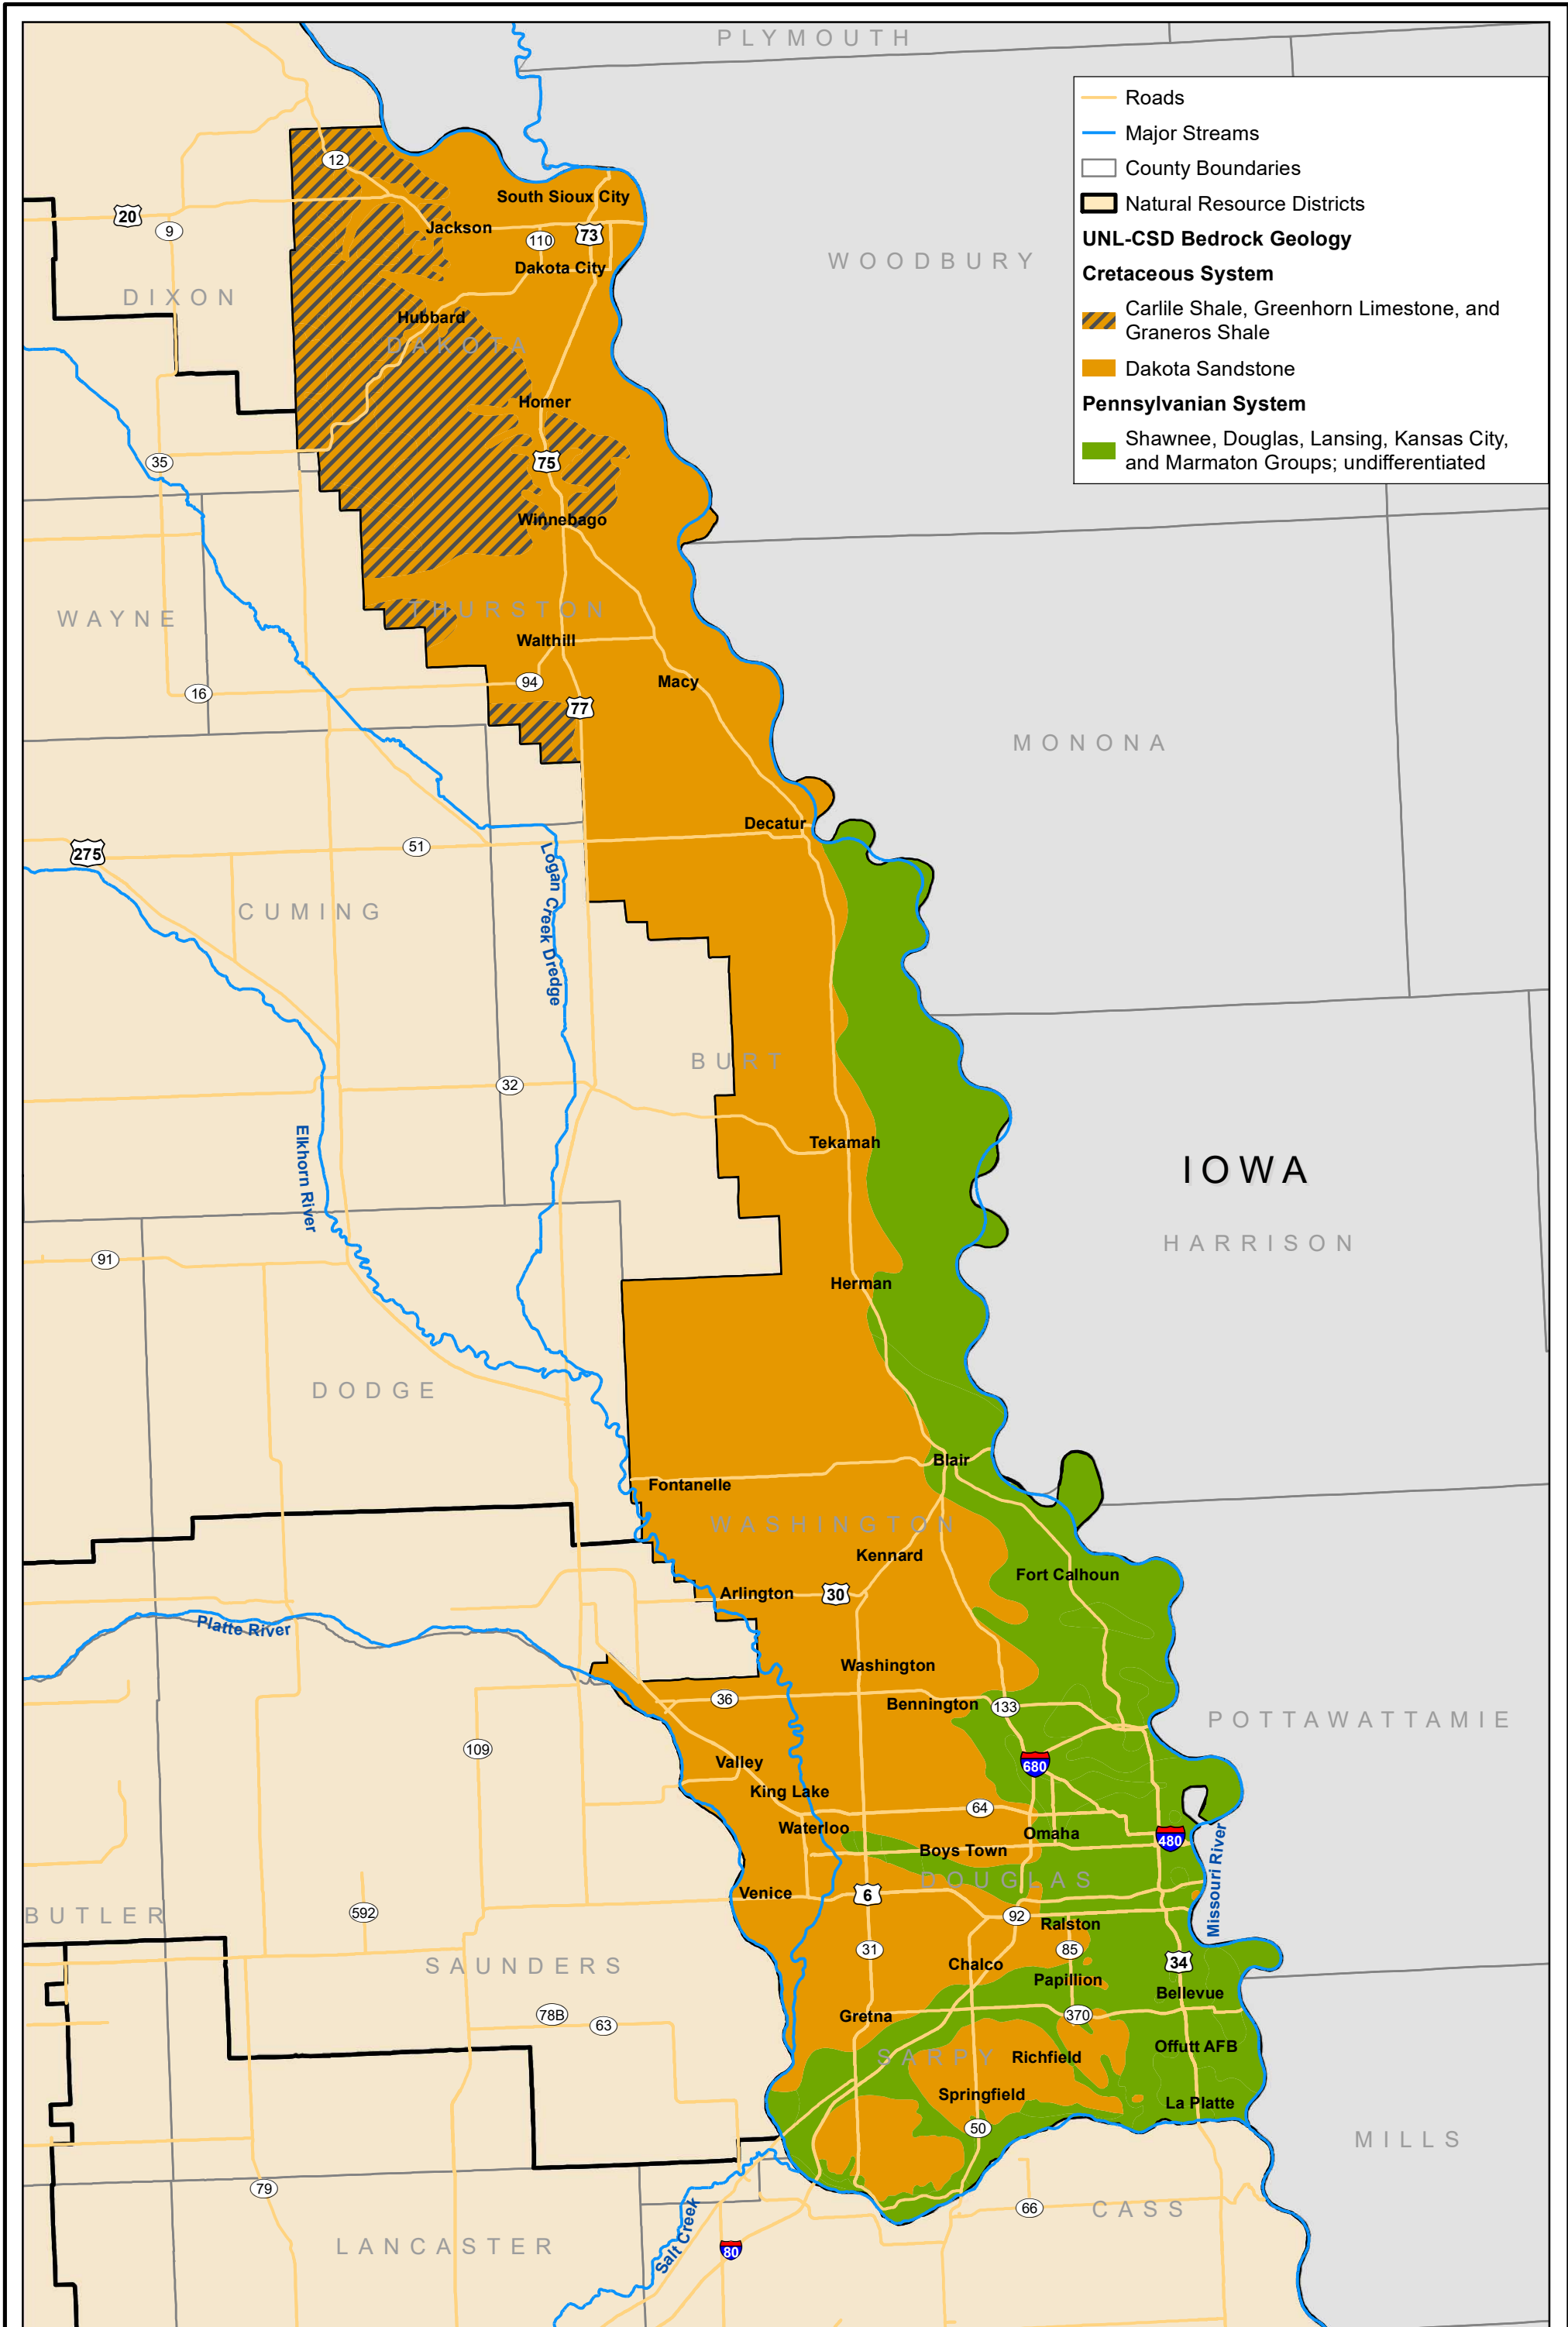 PLYMOUTH
Roads
Major Streams
County Boundaries
Natural Resource Districts
UNL-CSD Bedrock Geology
Cretaceous System
Carlile Shale, Greenhorn Limestone, and
Graneros Shale
Dakota Sandstone
Pennsylvanian System
Shawnee, Douglas, Lansing, Kansas City,
and Marmaton Groups; undifferentiated
12
South Sioux City
20
9
Jackson
110
73
WOODBURY
Dakota City
DIXON
Hubbard
DAKOTA
Homer
35
75
Winnebago
WAYNE
THURSTON
Walthill
94
Macy
16
77
MONONA
Decatur
275
51
Logan Creek Dredge
CUMING
BURT
32
Tekamah
Elkhorn River
IOWA
HARRISON
91
Herman
DODGE
Blair
Fontanelle
WASHINGTON
Kennard
Fort Calhoun
Arlington
30
Platte River
Washington
36
Bennington
133
POTTAWATTAMIE
109
Valley
680
King Lake
64
Waterloo
Omaha
480
Boys Town
DOUGLAS
Missouri River
Venice
6
BUTLER
592
92
Ralston
31
85
34
SAUNDERS
Chalco
Papillion
Bellevue
78B
63
Gretna
370
Offutt AFB
SARPY
Richfield
Springfield
La Platte
50
MILLS
79
66
CASS
LANCASTER
Salt Creek
80